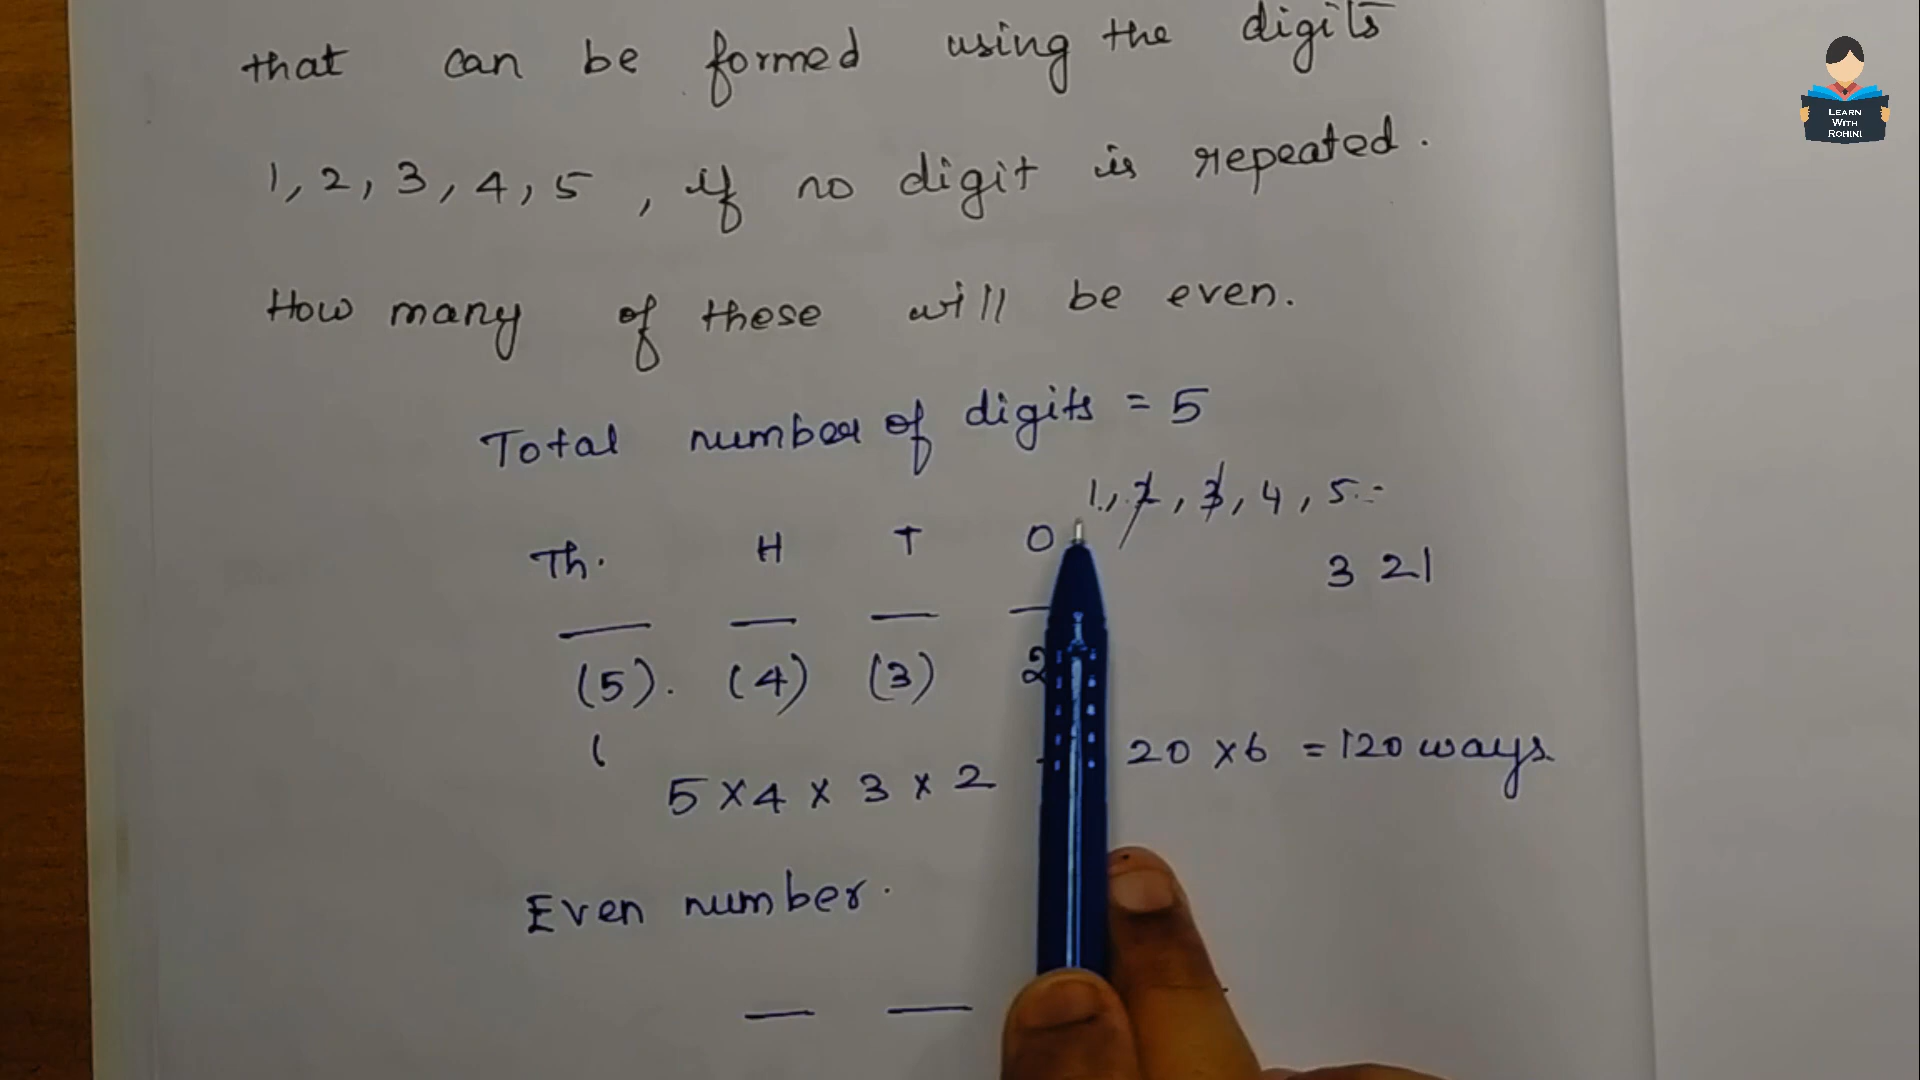 that can be formed using the digits
1, 2, 3, 4, 5, if no digit is repeated.
How many of these will be even.
Total number of digits = 5
1, 2, 3, 4, 5
Th. H T O
3 21
(5). (4) (3) 2
(
5 × 4 × 3 × 2 20 × 6 = 120 ways
Even number.
LEARN
WITH
ROHINI